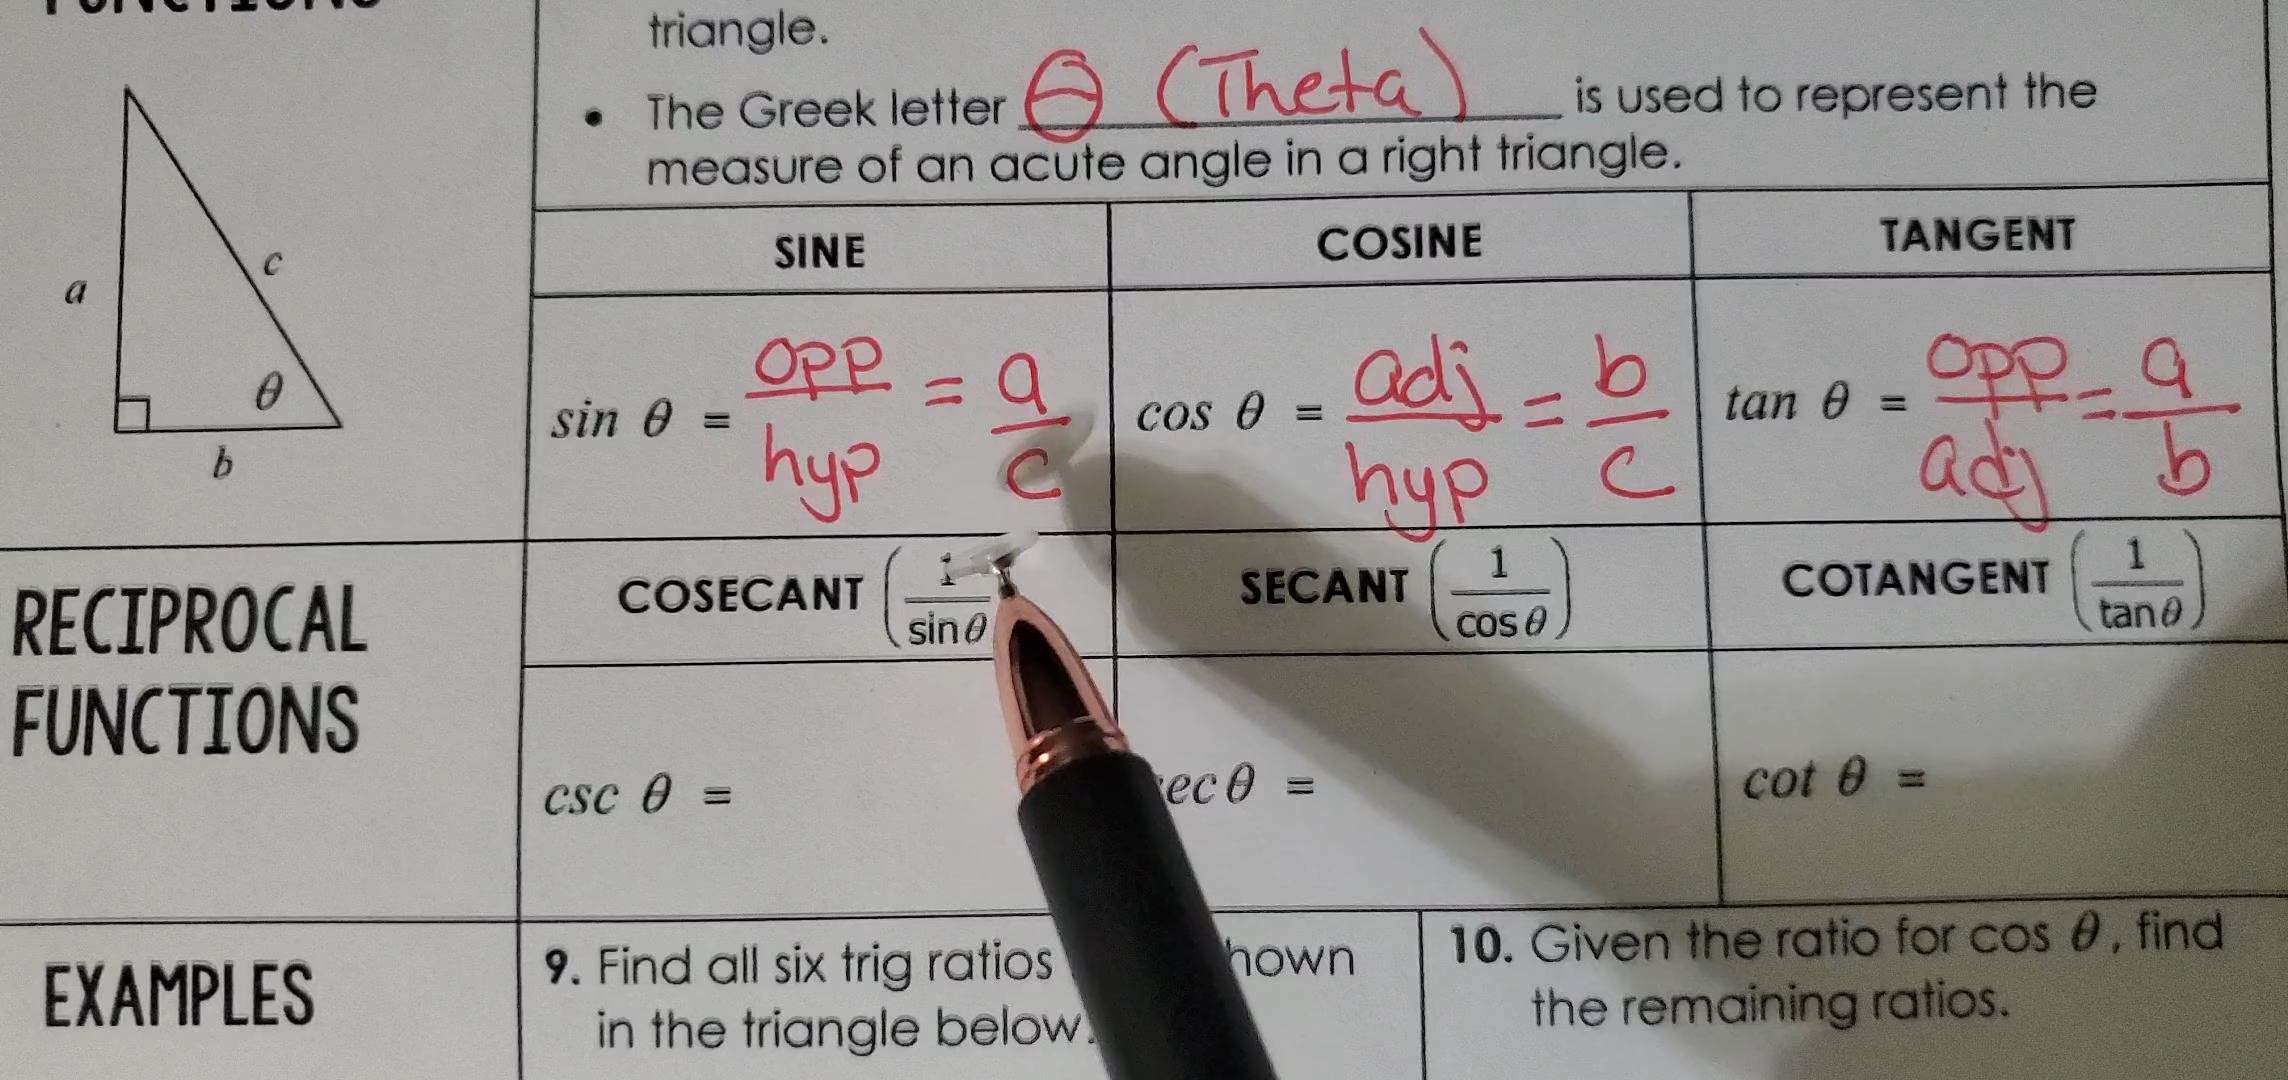 triangle.
• The Greek letter θ (Theta) is used to represent the
measure of an acute angle in a right triangle.
a
c
θ
b
SINE COSINE TANGENT
sin θ = opp/hyp = a/c cos θ = adj/hyp = b/c tan θ = opp/adj = a/b
RECIPROCAL
FUNCTIONS
COSECANT (1/sin θ SECANT (1/cos θ) COTANGENT (1/tan θ)
csc θ = ec θ = cot θ =
EXAMPLES
9. Find all six trig ratios hown
in the triangle below.
10. Given the ratio for cos θ, find
the remaining ratios.